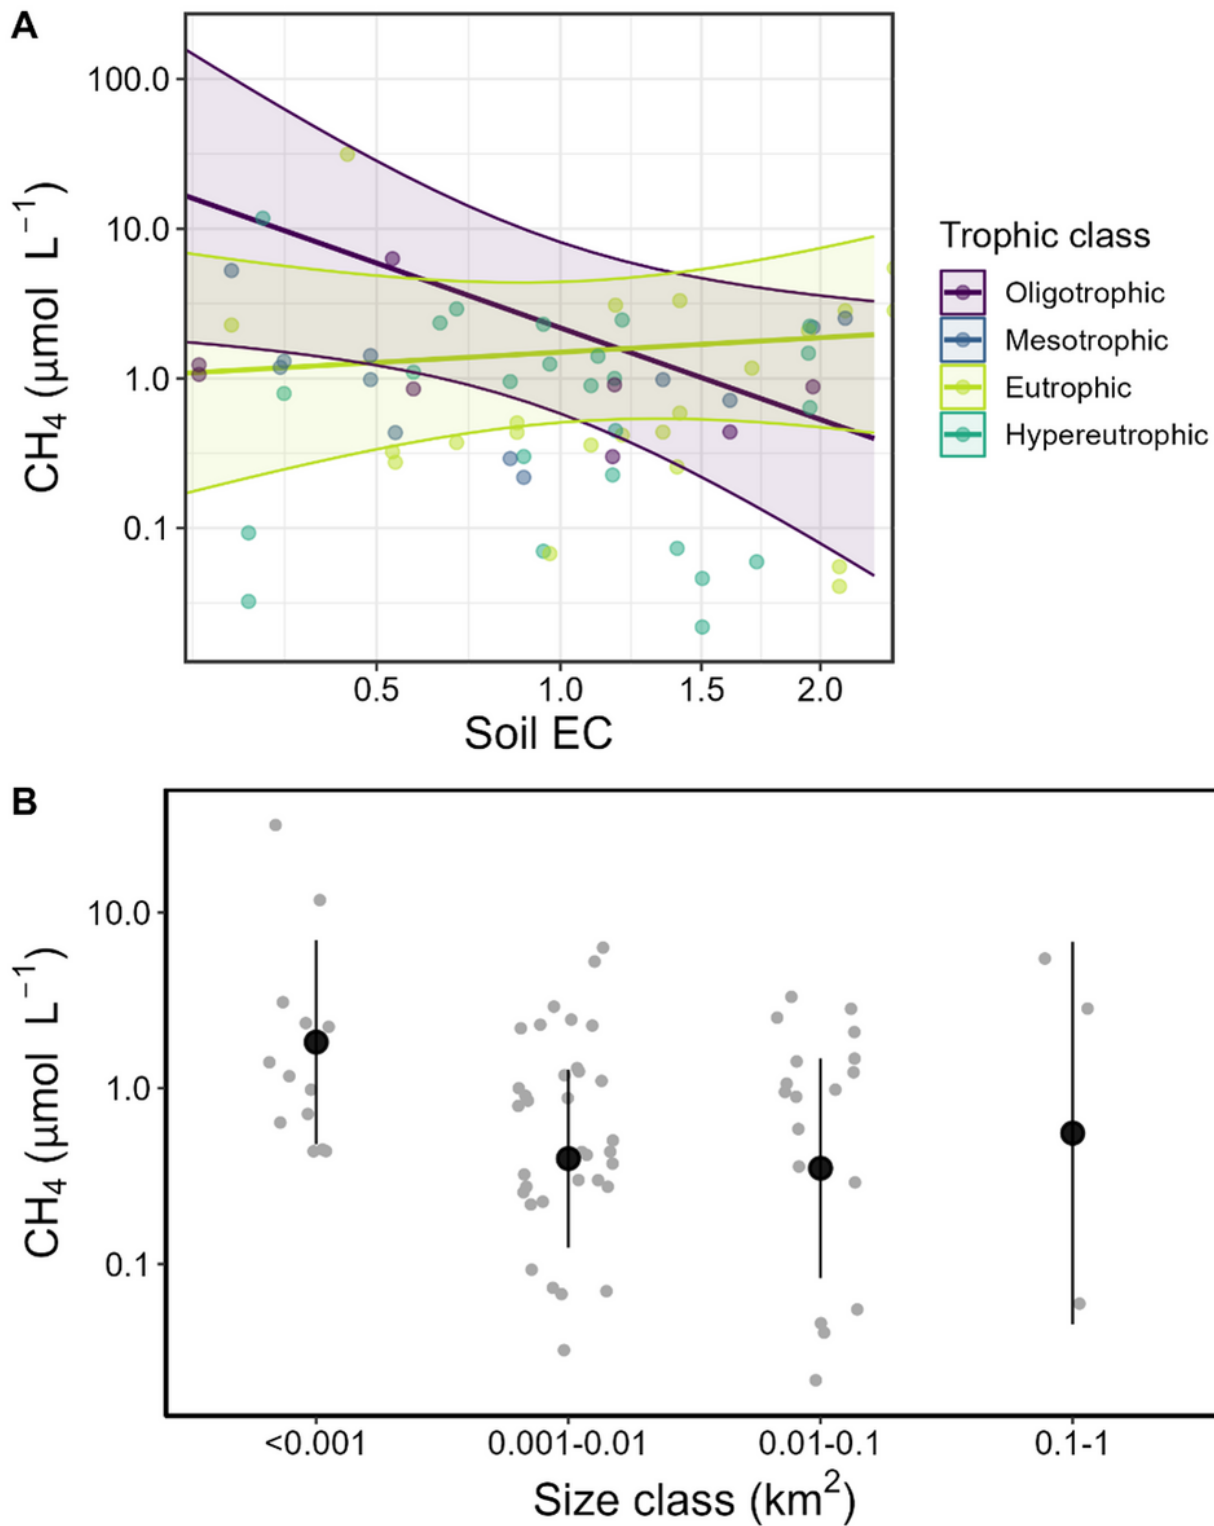 A
CH₄ (µmol L⁻¹)
100.0
10.0
1.0
0.1
0.5 1.0 1.5 2.0
Soil EC
Trophic class
Oligotrophic
Mesotrophic
Eutrophic
Hypereutrophic
B
CH₄ (µmol L⁻¹)
10.0
1.0
0.1
<0.001 0.001-0.01 0.01-0.1 0.1-1
Size class (km²)